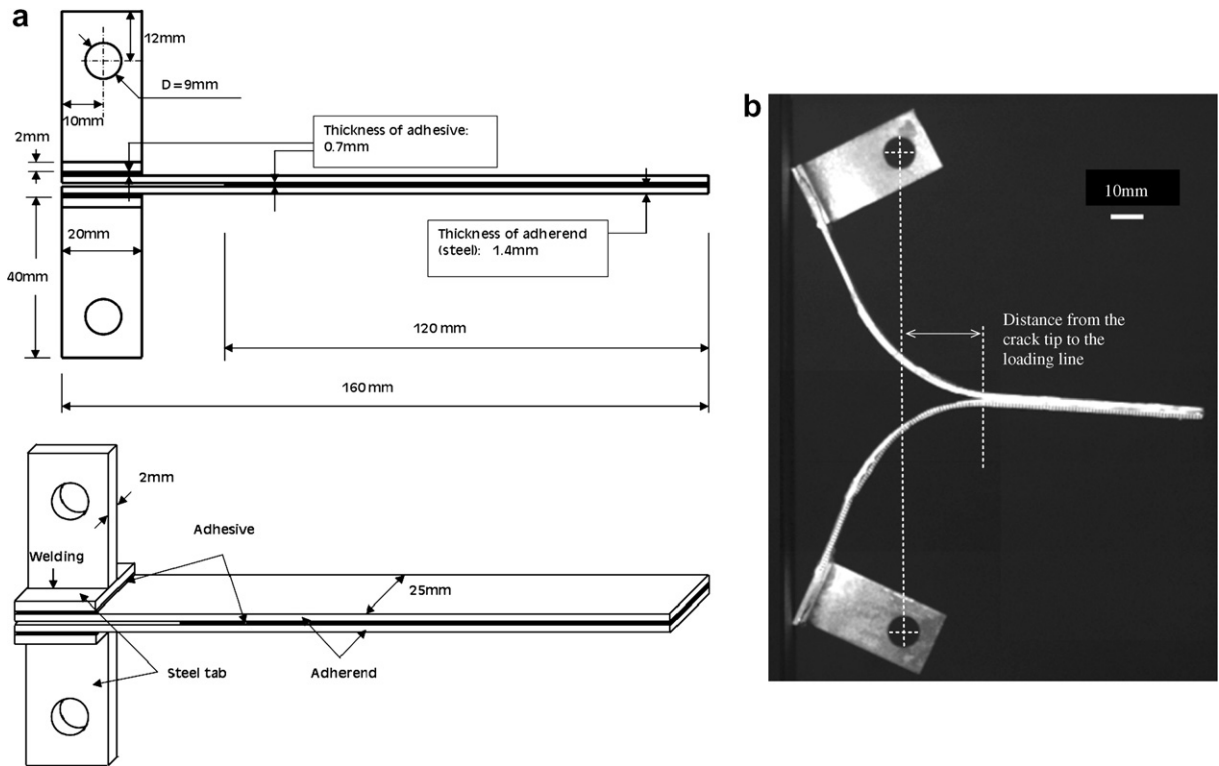 a
12mm
D=9mm
10mm
2mm
Thickness of adhesive:
0.7mm
20mm
Thickness of adherend
(steel): 1.4mm
40mm
120 mm
160 mm
2mm
Adhesive
Welding
25mm
Steel tab
Adherend
b
10mm
Distance from the
crack tip to the
loading line